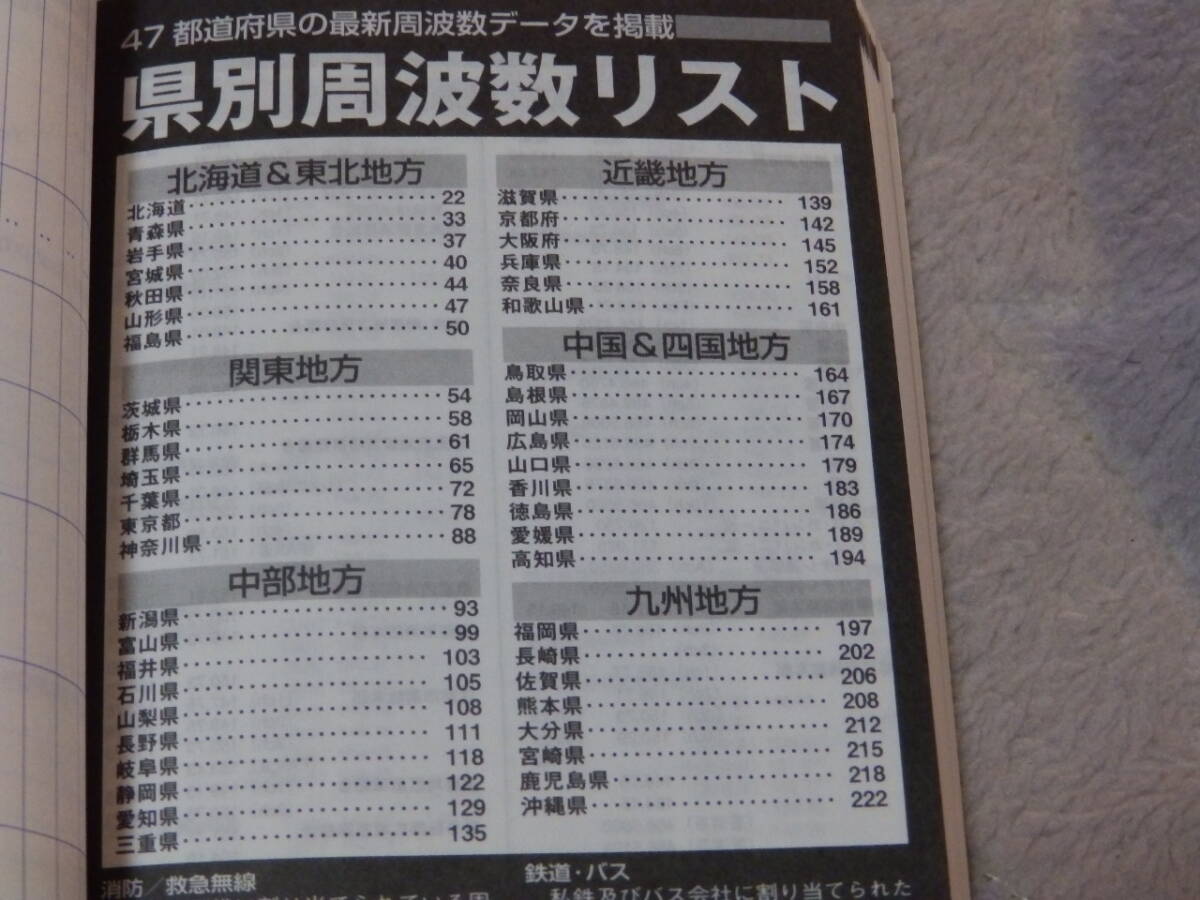 47都道府県の最新周波数データを掲載
県別周波数リスト
北海道＆東北地方
北海道 22
青森県 33
岩手県 37
宮城県 40
秋田県 44
山形県 47
福島県 50
関東地方
茨城県 54
栃木県 58
群馬県 61
埼玉県 65
千葉県 72
東京都 78
神奈川県 88
中部地方
新潟県 93
富山県 99
福井県 103
石川県 105
山梨県 108
長野県 111
岐阜県 118
静岡県 122
愛知県 129
三重県 135
近畿地方
滋賀県 139
京都府 142
大阪府 145
兵庫県 152
奈良県 158
和歌山県 161
中国＆四国地方
鳥取県 164
島根県 167
岡山県 170
広島県 174
山口県 179
香川県 183
徳島県 186
愛媛県 189
高知県 194
九州地方
福岡県 197
長崎県 202
佐賀県 206
熊本県 208
大分県 212
宮崎県 215
鹿児島県 218
沖縄県 222
消防／救急無線
鉄道・バス
私鉄及びバス会社に割り当てられた